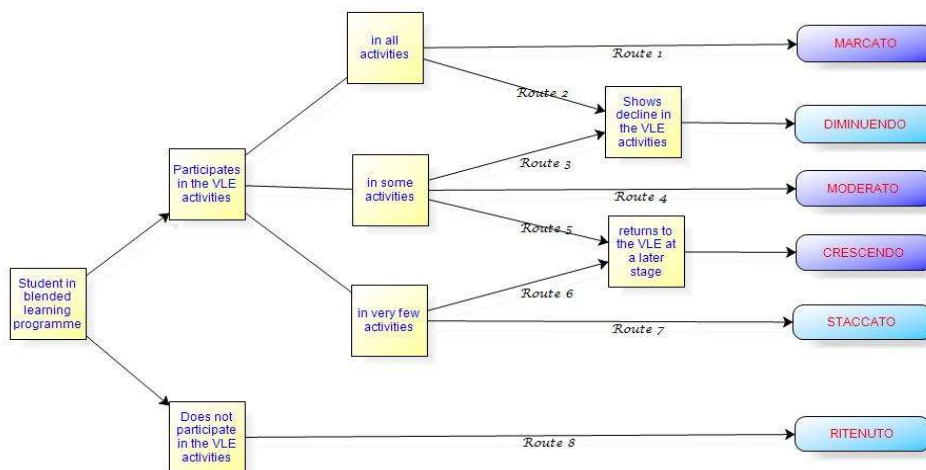 in all
activities
Route 1
MARCATO
Route 2
Shows
decline in
the VLE
activities
DIMINUENDO
Participates
in the VLE
activities
Route 3
in some
activities
Route 4
MODERATO
Route 5
returns to
the VLE at
a later
stage
CRESCENDO
Student in
blended
learning
programme
Route 6
in very few
activities
Route 7
STACCATO
Does not
participate
in the VLE
activities
Route 8
RITENUTO